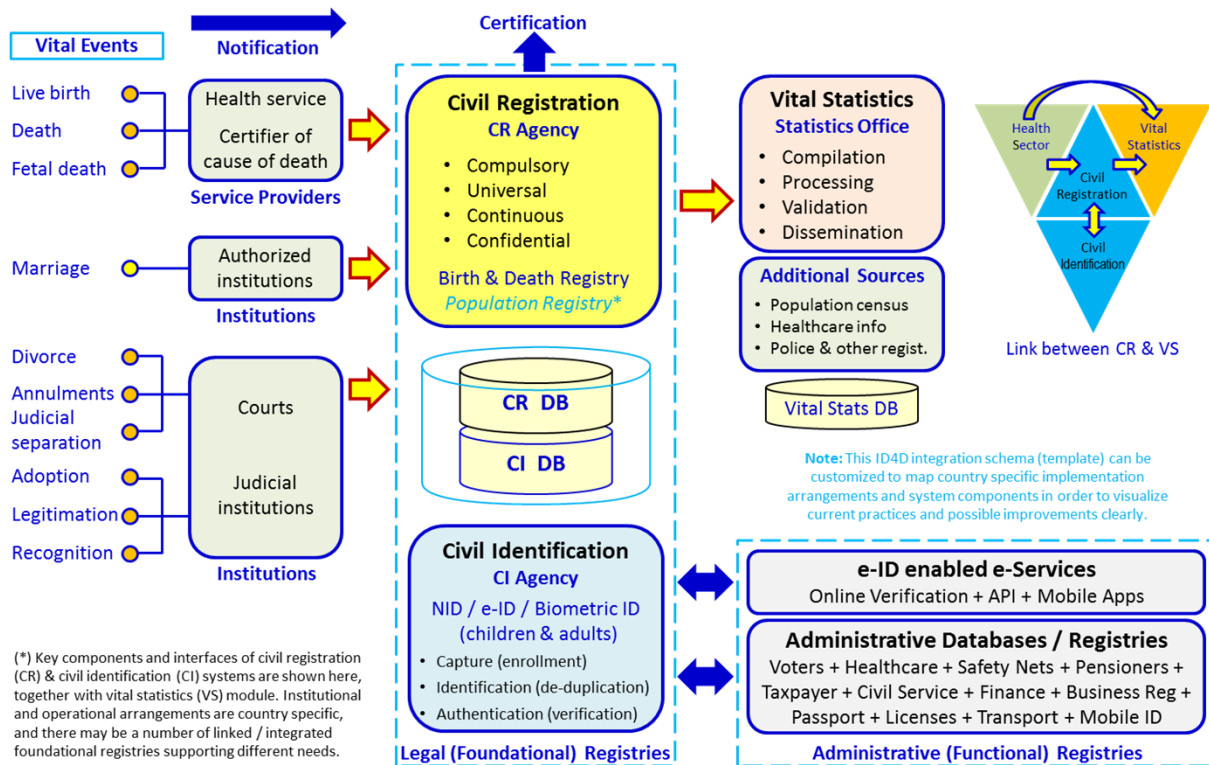 Vital Events
Notification
Certification
Live birth
Death
Fetal death
Health service
Certifier of
cause of death
Service Providers
Marriage
Authorized
institutions
Institutions
Divorce
Annulments
Judicial
separation
Adoption
Legitimation
Recognition
Courts
Judicial
institutions
Institutions
(*) Key components and interfaces of civil registration
(CR) & civil identification (CI) systems are shown here,
together with vital statistics (VS) module. Institutional
and operational arrangements are country specific,
and there may be a number of linked / integrated
foundational registries supporting different needs.
Civil Registration
CR Agency
• Compulsory
• Universal
• Continuous
• Confidential
Birth & Death Registry
Population Registry*
CR DB
CI DB
Civil Identification
CI Agency
NID / e-ID / Biometric ID
(children & adults)
• Capture (enrollment)
• Identification (de-duplication)
• Authentication (verification)
Legal (Foundational) Registries
Vital Statistics
Statistics Office
• Compilation
• Processing
• Validation
• Dissemination
Additional Sources
• Population census
• Healthcare info
• Police & other regist.
Vital Stats DB
Health
Sector
Vital
Statistics
Civil
Registration
Civil
Identification
Link between CR & VS
Note: This ID4D integration schema (template) can be
customized to map country specific implementation
arrangements and system components in order to visualize
current practices and possible improvements clearly.
e-ID enabled e-Services
Online Verification + API + Mobile Apps
Administrative Databases / Registries
Voters + Healthcare + Safety Nets + Pensioners +
Taxpayer + Civil Service + Finance + Business Reg +
Passport + Licenses + Transport + Mobile ID
Administrative (Functional) Registries